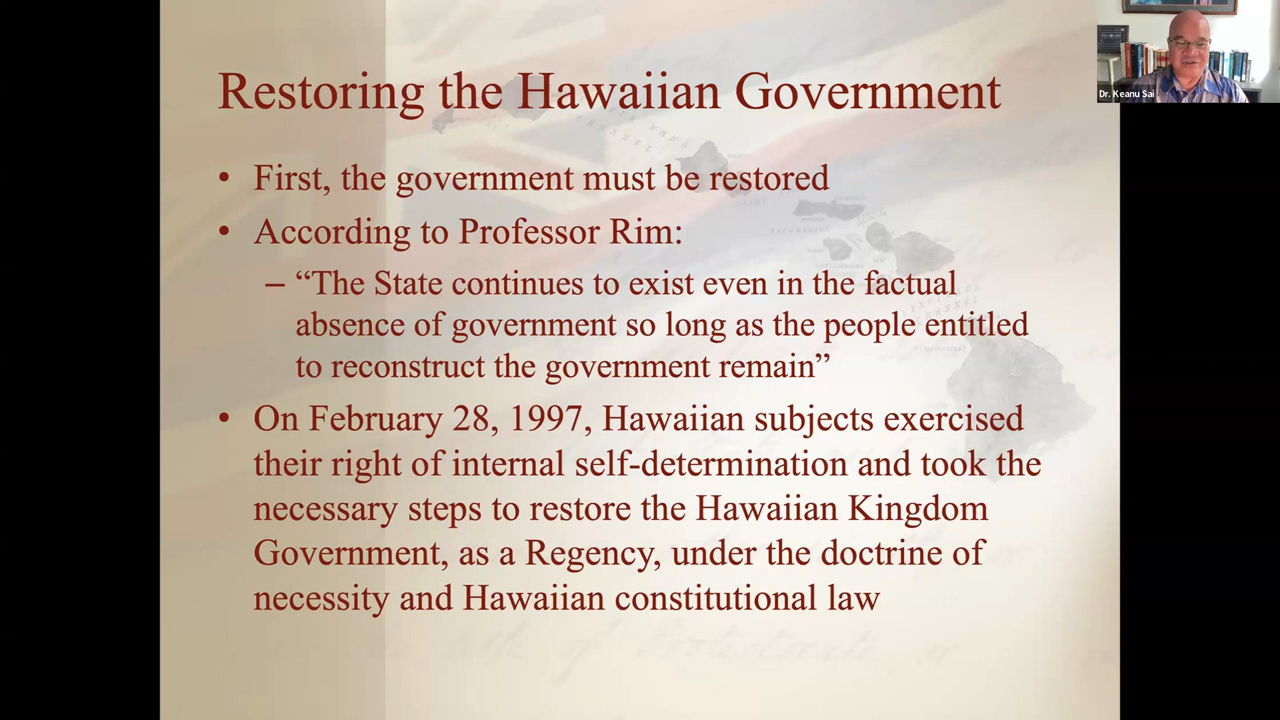 Restoring the Hawaiian Government
Dr. Keanu Sai
• First, the government must be restored
• According to Professor Rim:
– “The State continues to exist even in the factual
absence of government so long as the people entitled
to reconstruct the government remain”
• On February 28, 1997, Hawaiian subjects exercised
their right of internal self-determination and took the
necessary steps to restore the Hawaiian Kingdom
Government, as a Regency, under the doctrine of
necessity and Hawaiian constitutional law